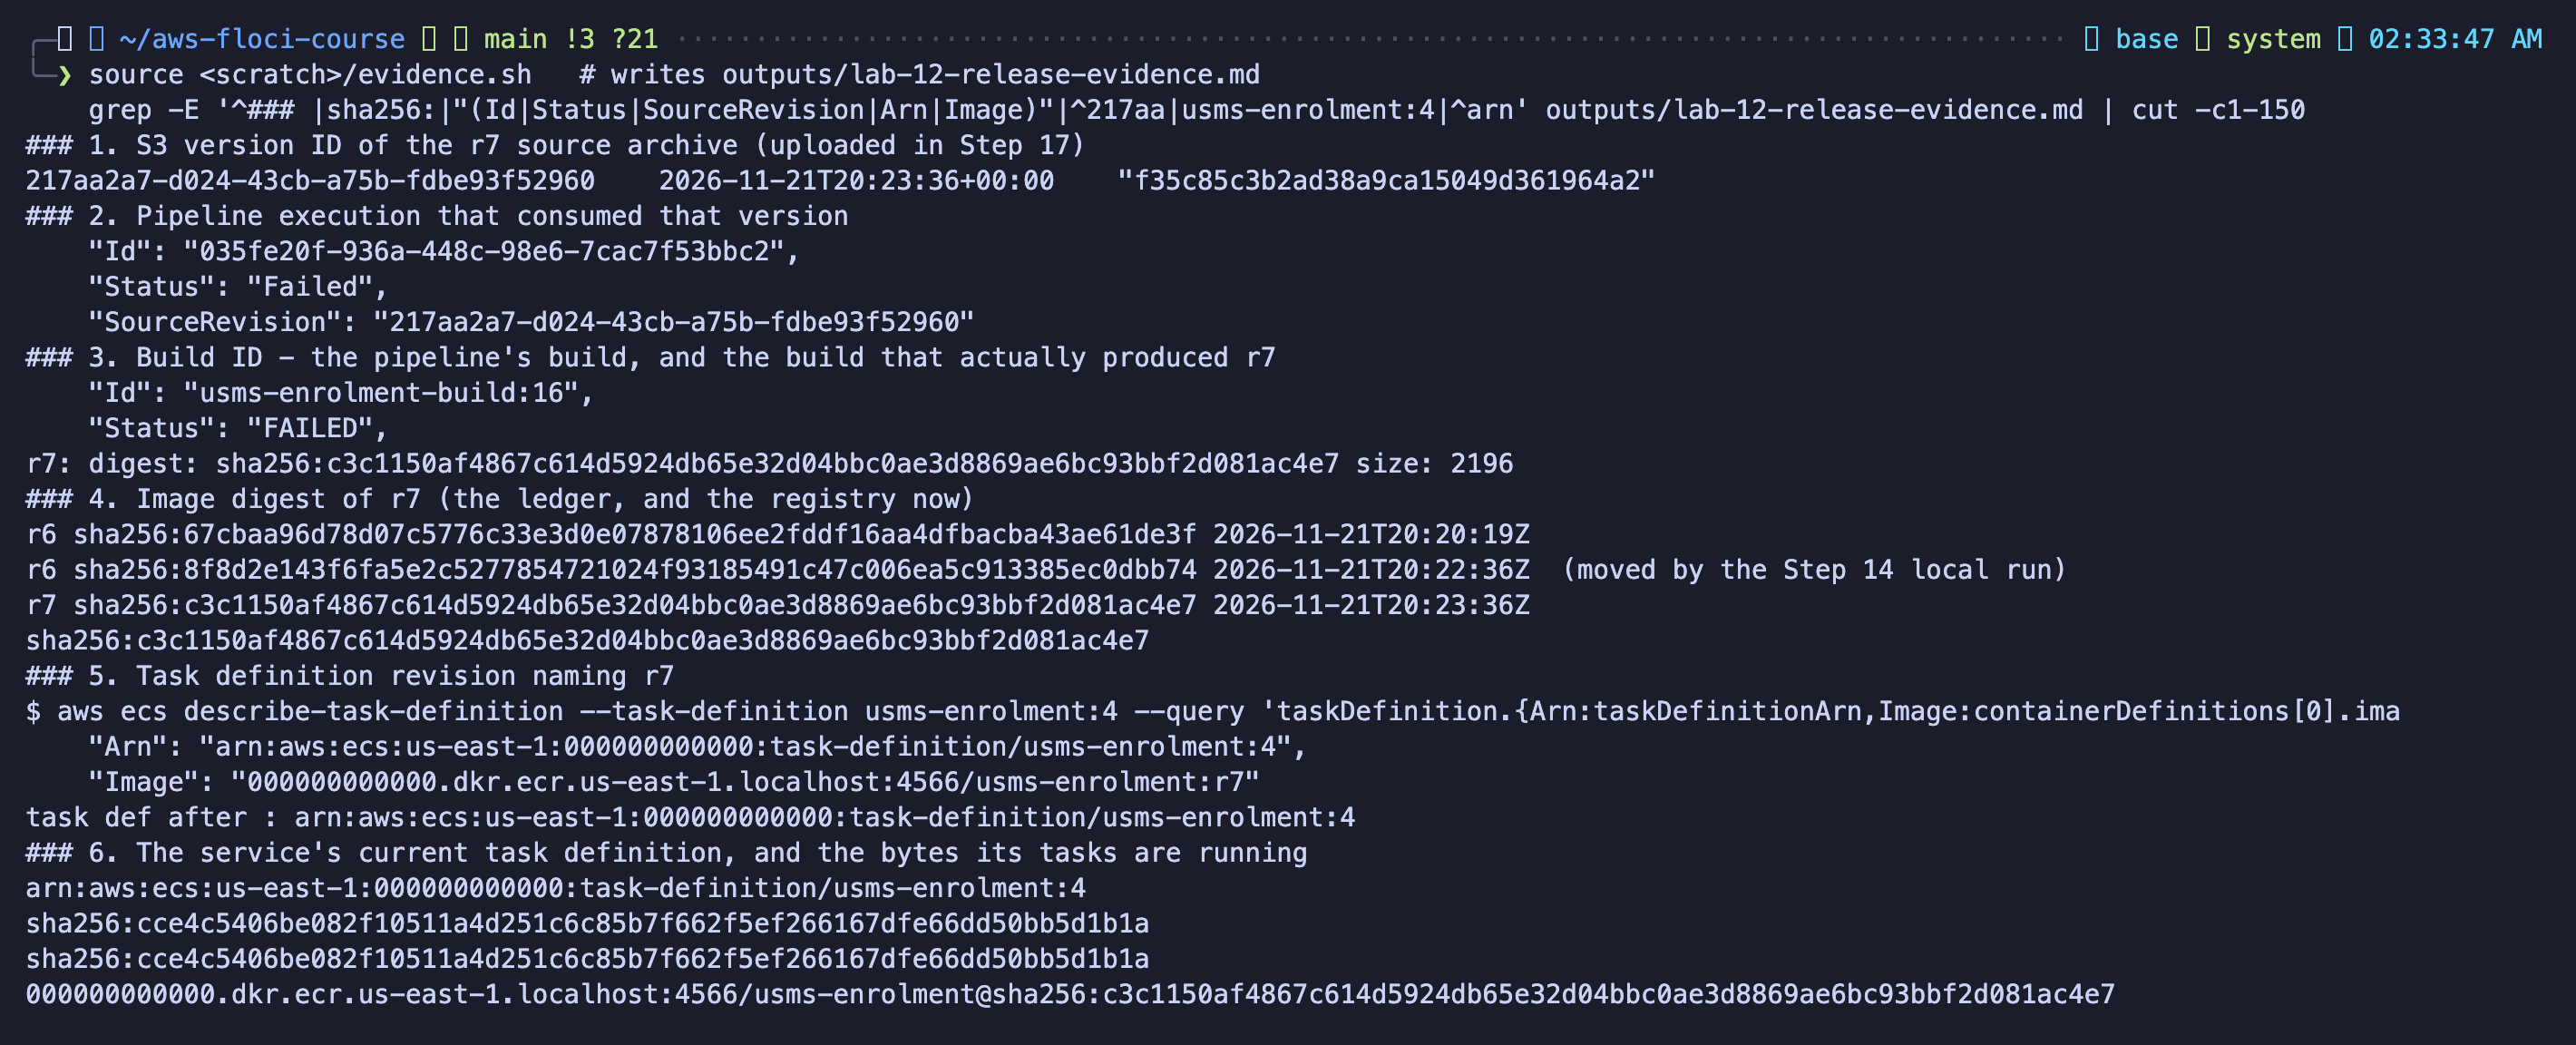 ~/aws-floci-course main !3 ?21 base system 02:33:47 AM
❯ source <scratch>/evidence.sh   # writes outputs/lab-12-release-evidence.md
grep -E '^### |sha256:|"(Id|Status|SourceRevision|Arn|Image)"|^217aa|usms-enrolment:4|^arn' outputs/lab-12-release-evidence.md | cut -c1-150
### 1. S3 version ID of the r7 source archive (uploaded in Step 17)
217aa2a7-d024-43cb-a75b-fdbe93f52960    2026-11-21T20:23:36+00:00    "f35c85c3b2ad38a9ca15049d361964a2"
### 2. Pipeline execution that consumed that version
    "Id": "035fe20f-936a-448c-98e6-7cac7f53bbc2",
    "Status": "Failed",
    "SourceRevision": "217aa2a7-d024-43cb-a75b-fdbe93f52960"
### 3. Build ID – the pipeline's build, and the build that actually produced r7
    "Id": "usms-enrolment-build:16",
    "Status": "FAILED",
r7: digest: sha256:c3c1150af4867c614d5924db65e32d04bbc0ae3d8869ae6bc93bbf2d081ac4e7 size: 2196
### 4. Image digest of r7 (the ledger, and the registry now)
r6 sha256:67cbaa96d78d07c5776c33e3d0e07878106ee2fddf16aa4dfbacba43ae61de3f 2026-11-21T20:20:19Z
r6 sha256:8f8d2e143f6fa5e2c5277854721024f93185491c47c006ea5c913385ec0dbb74 2026-11-21T20:22:36Z  (moved by the Step 14 local run)
r7 sha256:c3c1150af4867c614d5924db65e32d04bbc0ae3d8869ae6bc93bbf2d081ac4e7 2026-11-21T20:23:36Z
sha256:c3c1150af4867c614d5924db65e32d04bbc0ae3d8869ae6bc93bbf2d081ac4e7
### 5. Task definition revision naming r7
$ aws ecs describe-task-definition --task-definition usms-enrolment:4 --query 'taskDefinition.{Arn:taskDefinitionArn,Image:containerDefinitions[0].ima
    "Arn": "arn:aws:ecs:us-east-1:000000000000:task-definition/usms-enrolment:4",
    "Image": "000000000000.dkr.ecr.us-east-1.localhost:4566/usms-enrolment:r7"
task def after : arn:aws:ecs:us-east-1:000000000000:task-definition/usms-enrolment:4
### 6. The service's current task definition, and the bytes its tasks are running
arn:aws:ecs:us-east-1:000000000000:task-definition/usms-enrolment:4
sha256:cce4c5406be082f10511a4d251c6c85b7f662f5ef266167dfe66dd50bb5d1b1a
sha256:cce4c5406be082f10511a4d251c6c85b7f662f5ef266167dfe66dd50bb5d1b1a
000000000000.dkr.ecr.us-east-1.localhost:4566/usms-enrolment@sha256:c3c1150af4867c614d5924db65e32d04bbc0ae3d8869ae6bc93bbf2d081ac4e7